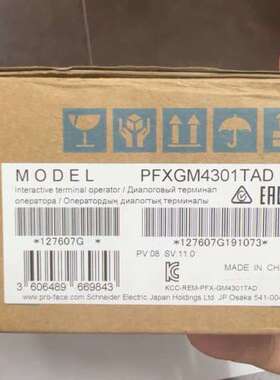 MODEL PFXGM4301TAD
Interactive terminal operator / Диалоговый терминал
оператора / Оператордың диалогтық терминалы
EAC
*127607G* *127607G191073*
PV:08 SV:11.0
MADE IN
KCC-REM-PFX-GM4301TAD
3 606489 669843
www.pro-face.com Schneider Electric Japan Holdings Ltd. JP Osaka 541-00